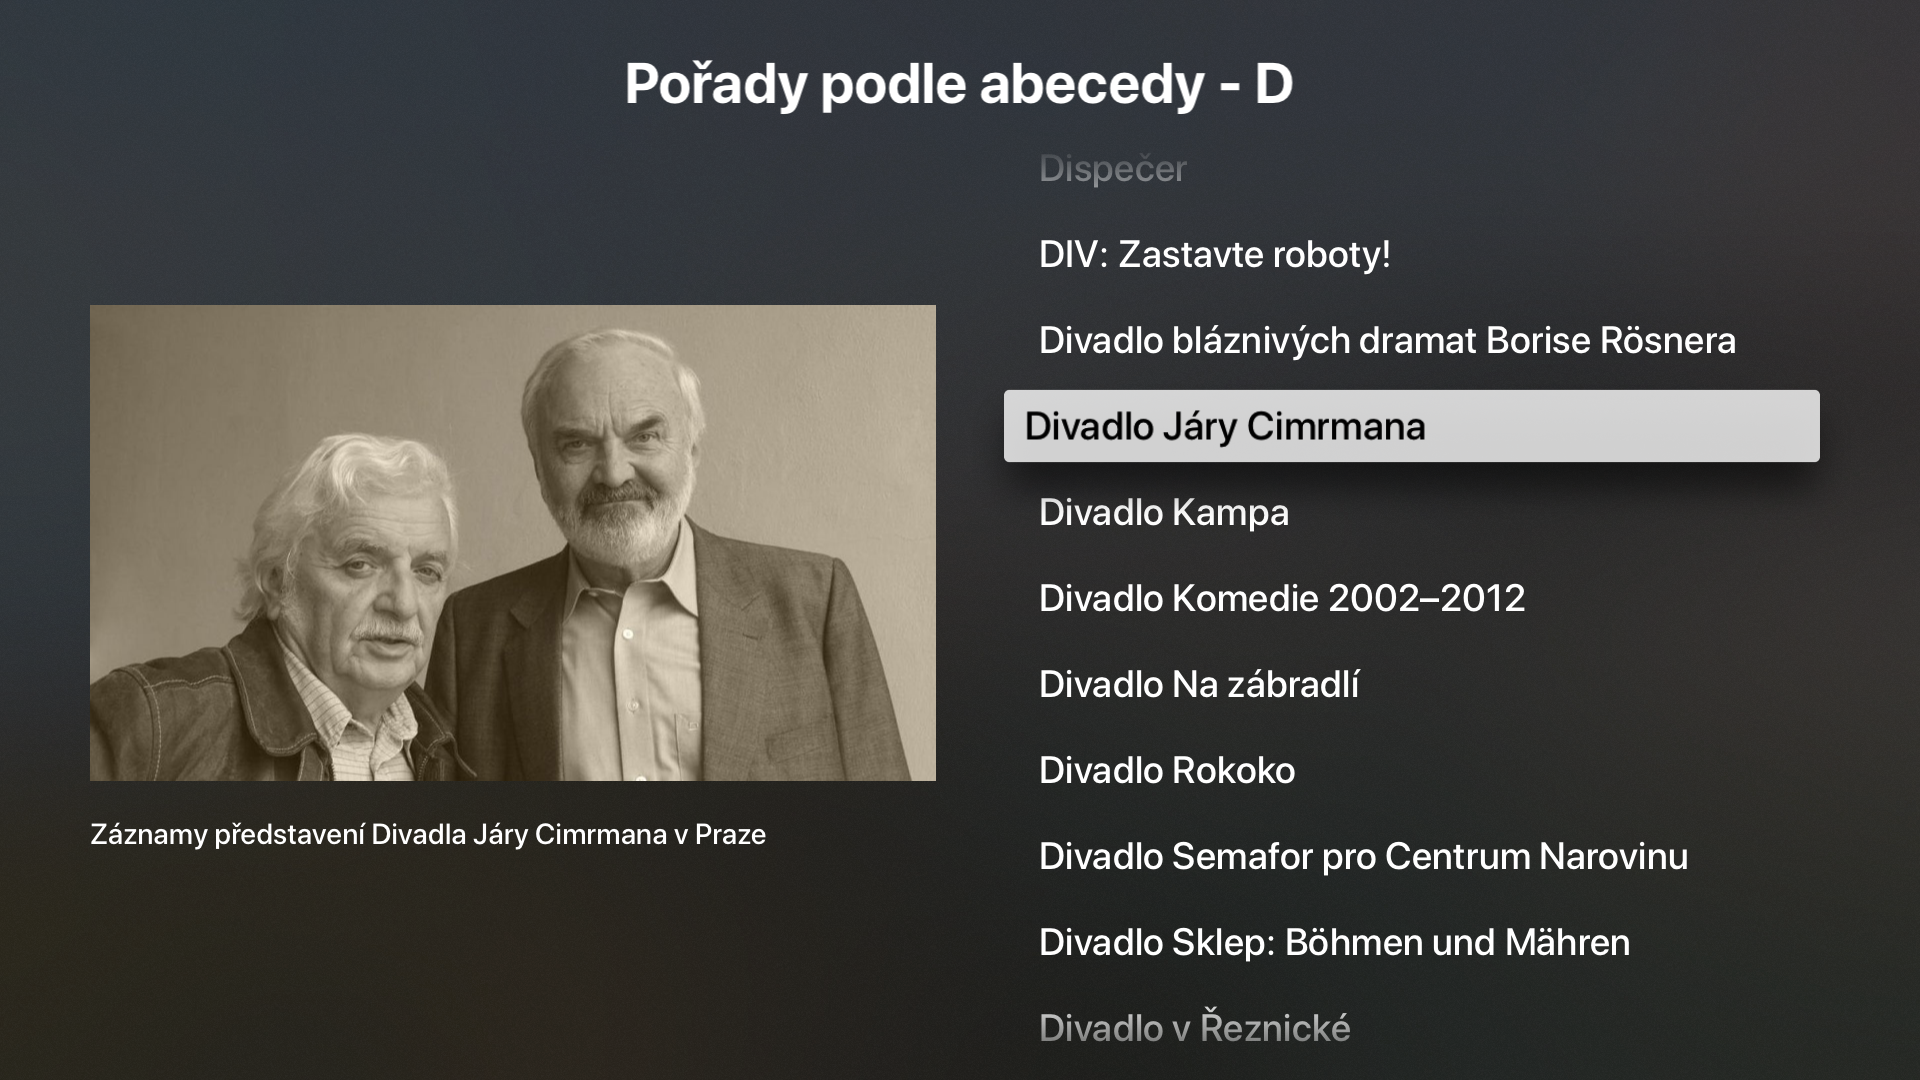 Pořady podle abecedy - D
Dispečer
DIV: Zastavte roboty!
Divadlo bláznivých dramat Borise Rösnera
Divadlo Járy Cimrmana
Divadlo Kampa
Divadlo Komedie 2002–2012
Divadlo Na zábradlí
Divadlo Rokoko
Divadlo Semafor pro Centrum Narovinu
Divadlo Sklep: Böhmen und Mähren
Divadlo v Řeznické
Záznamy představení Divadla Járy Cimrmana v Praze